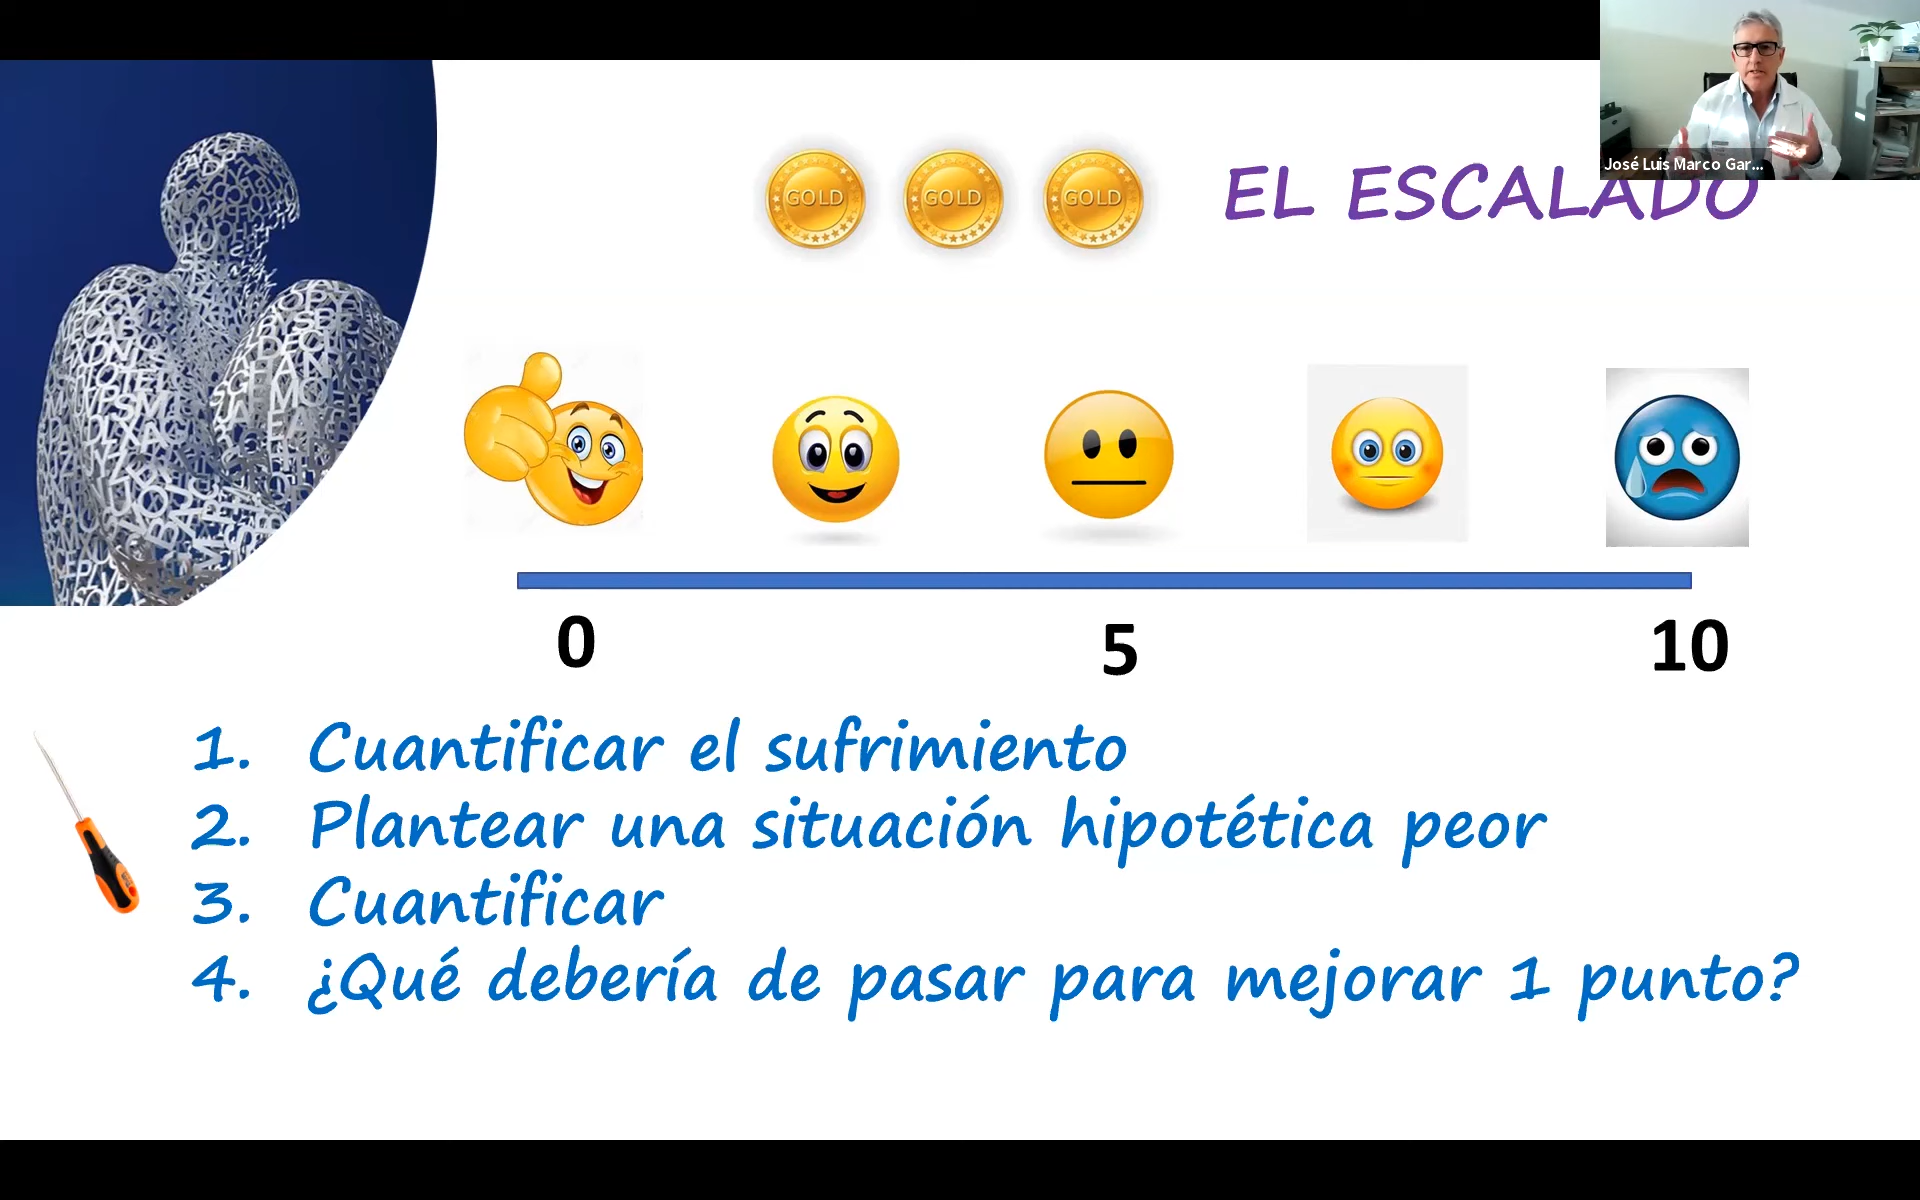 José Luis Marco Gar...
GOLD GOLD GOLD
EL ESCALADO
0 5 10
1. Cuantificar el sufrimiento
2. Plantear una situación hipotética peor
3. Cuantificar
4. ¿Qué debería de pasar para mejorar 1 punto?